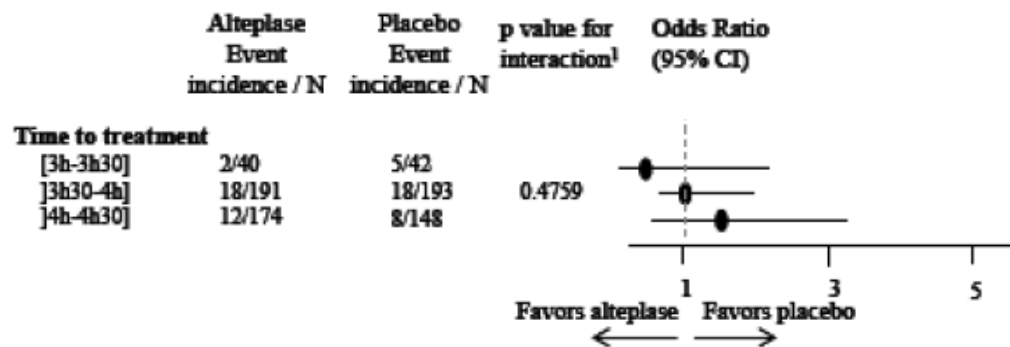 Alteplase Placebo p value for Odds Ratio
Event Event interaction1 (95% CI)
incidence / N incidence / N
Time to treatment
[3h-3h30] 2/40 5/42
]3h30-4h] 18/191 18/193 0.4759
]4h-4h30] 12/174 8/148
1 3 5
Favors alteplase Favors placebo